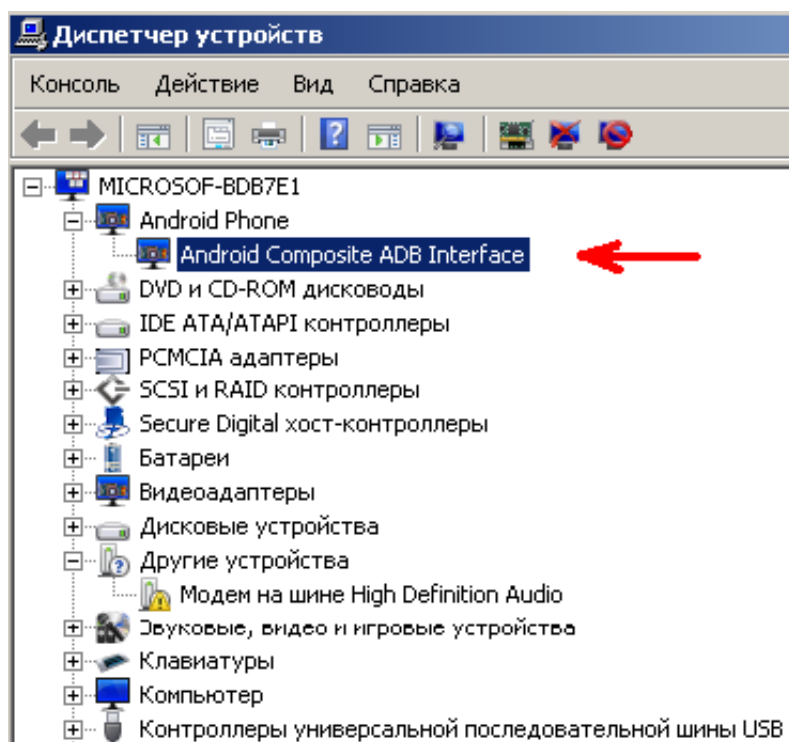 Диспетчер устройств
Консоль Действие Вид Справка
MICROSOF-BDB7E1
Android Phone
Android Composite ADB Interface
DVD и CD-ROM дисководы
IDE ATA/ATAPI контроллеры
PCMCIA адаптеры
SCSI и RAID контроллеры
Secure Digital хост-контроллеры
Батареи
Видеоадаптеры
Дисковые устройства
Другие устройства
Модем на шине High Definition Audio
Звуковые, видео и игровые устройства
Клавиатуры
Компьютер
Контроллеры универсальной последовательной шины USB